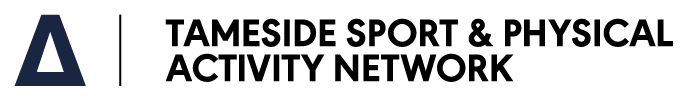 TAMESIDE SPORT & PHYSICAL
ACTIVITY NETWORK